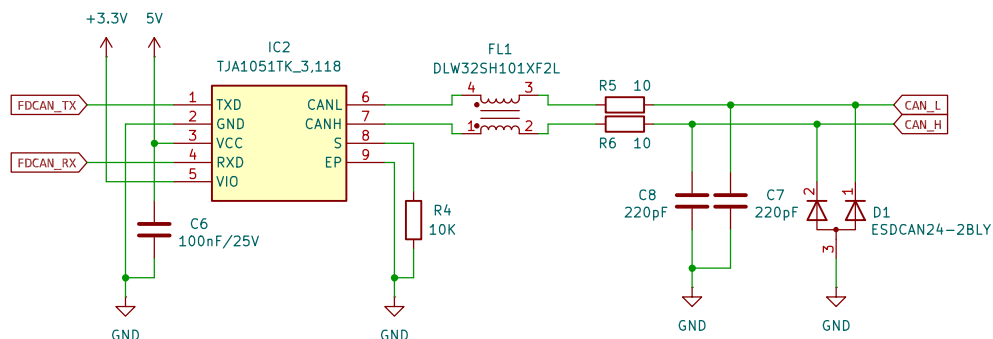 +3.3V 5V
IC2
TJA1051TK_3,118
FL1
DLW32SH101XF2L
FDCAN_TX
1 TXD CANL 6
2 GND CANH 7
3 VCC S 8
4 RXD EP 9
5 VIO
FDCAN_RX
4 3
1 2
R5 10
R6 10
CAN_L
CAN_H
C6
100nF/25V
R4
10K
C8
220pF
C7
220pF
2 1
3
D1
ESDCAN24-2BLY
GND
GND
GND
GND